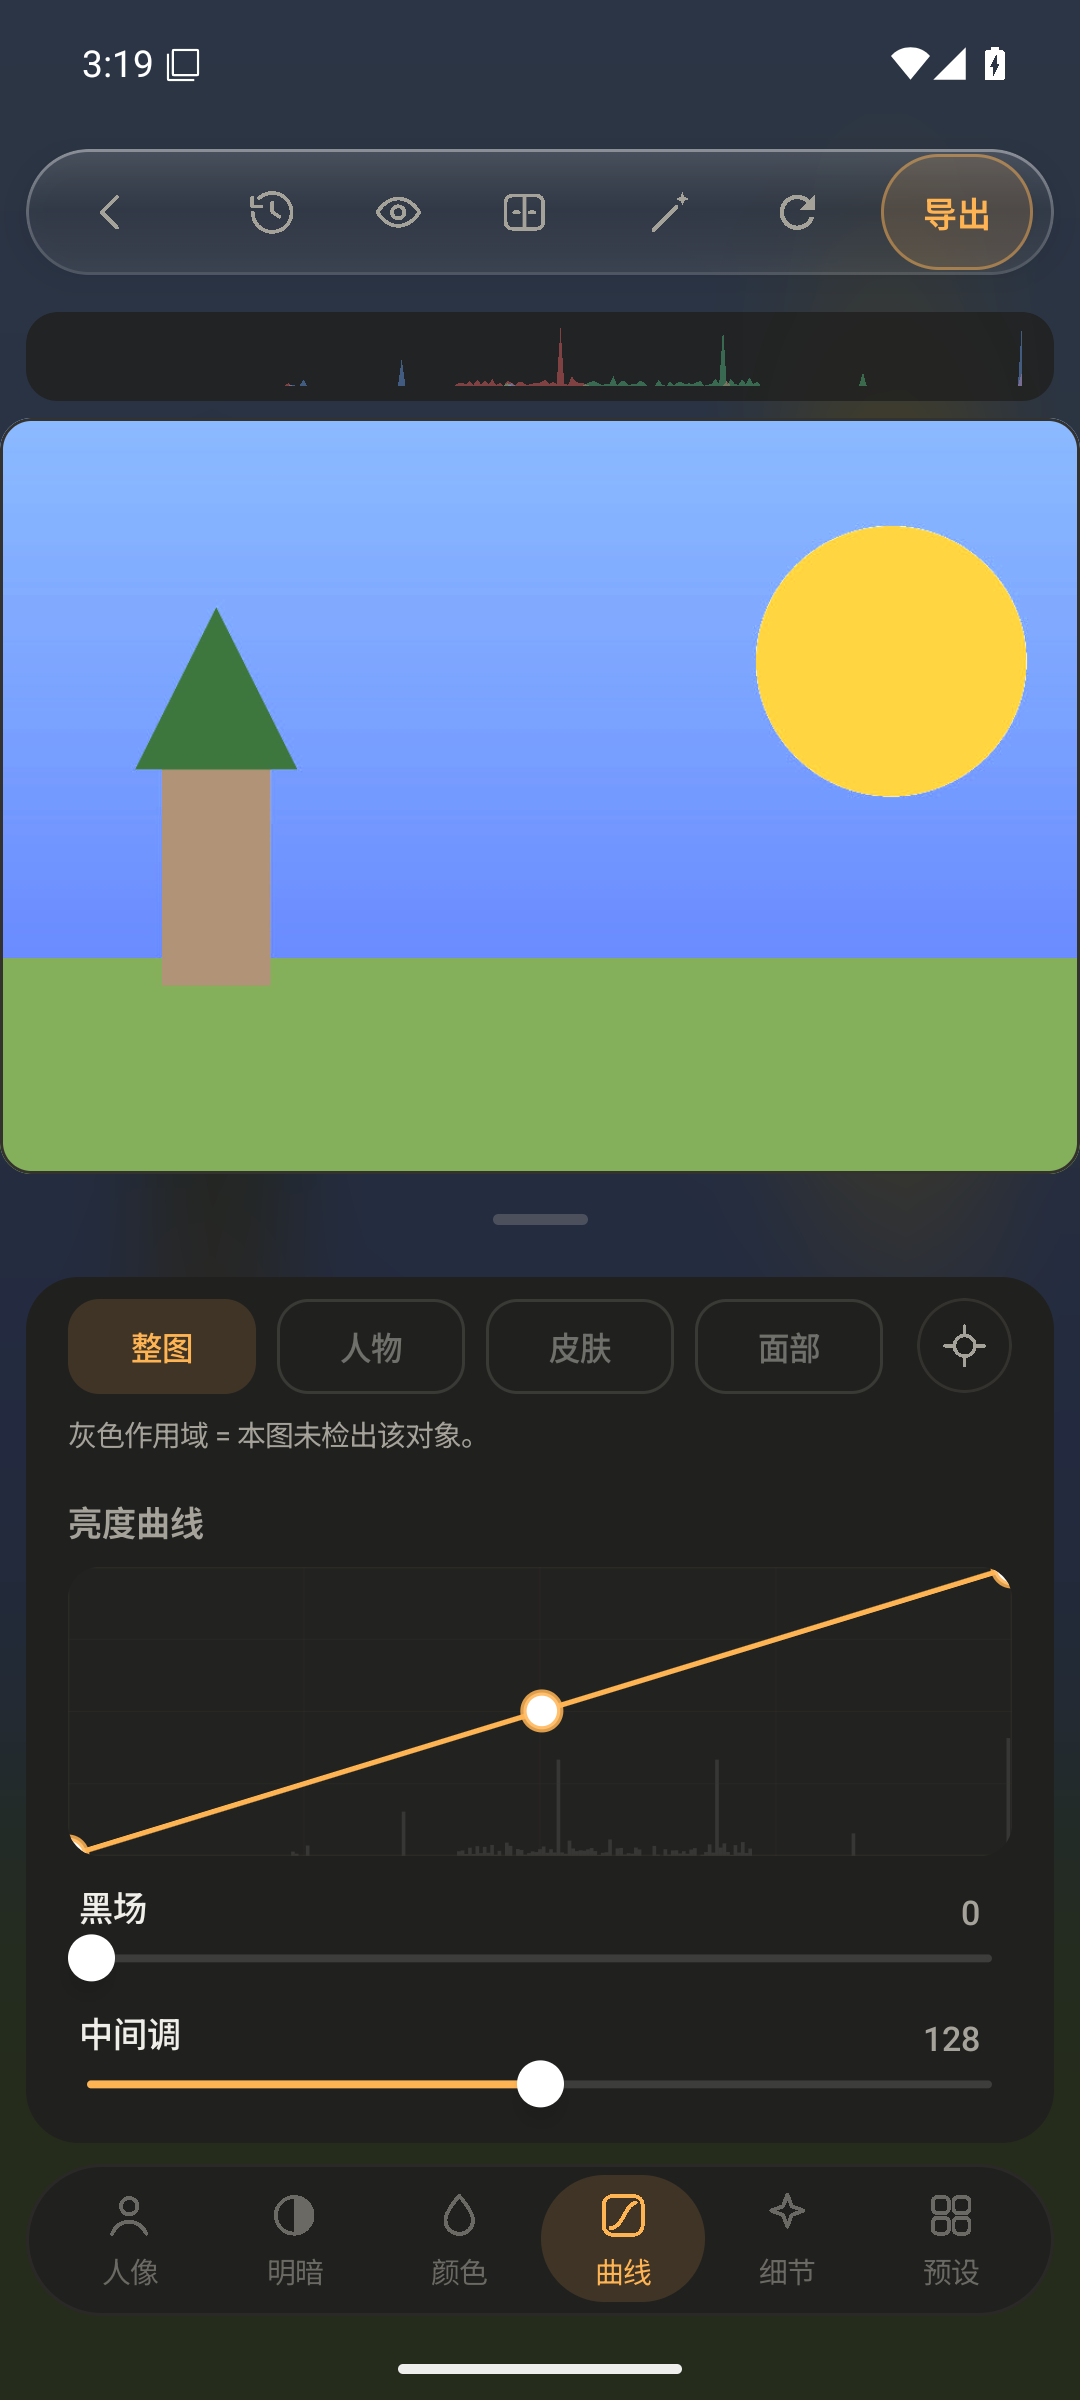 3:19
导出
整图
人物
皮肤
面部
灰色作用域 = 本图未检出该对象。
亮度曲线
黑场
0
中间调
128
人像
明暗
颜色
曲线
细节
预设